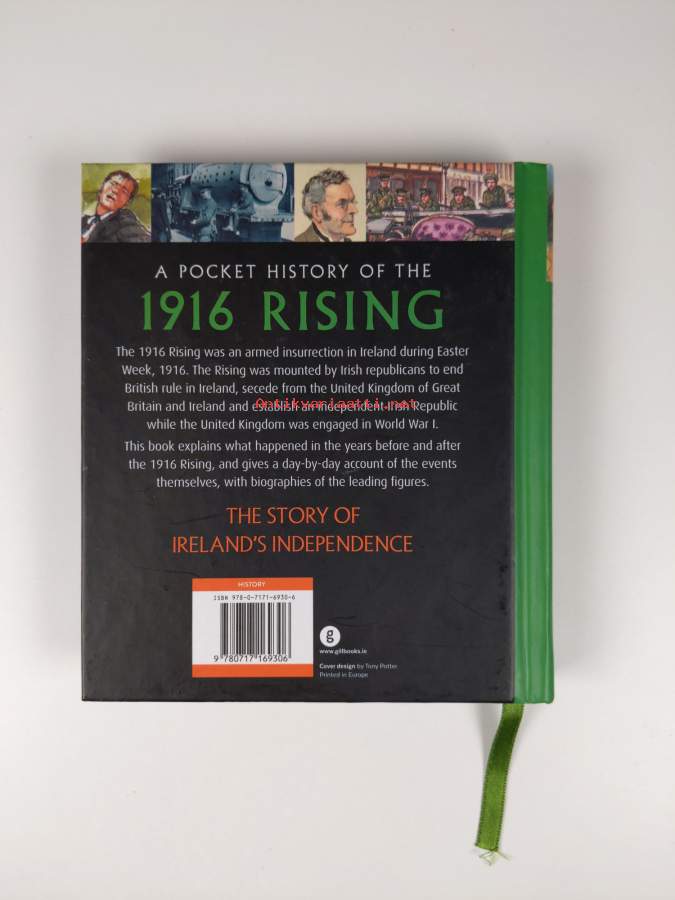 A POCKET HISTORY OF THE
1916 RISING
The 1916 Rising was an armed insurrection in Ireland during Easter
Week, 1916. The Rising was mounted by Irish republicans to end
British rule in Ireland, secede from the United Kingdom of Great
Britain and Ireland and establish an independent Irish Republic
Antikvariaatti.net
while the United Kingdom was engaged in World War I.
This book explains what happened in the years before and after
the 1916 Rising, and gives a day-by-day account of the events
themselves, with biographies of the leading figures.
THE STORY OF
IRELAND'S INDEPENDENCE
HISTORY
ISBN 978-0-7171-6930-6
9 780717 169306
g
www.gillbooks.ie
Cover design by Tony Potter
Printed in Europe